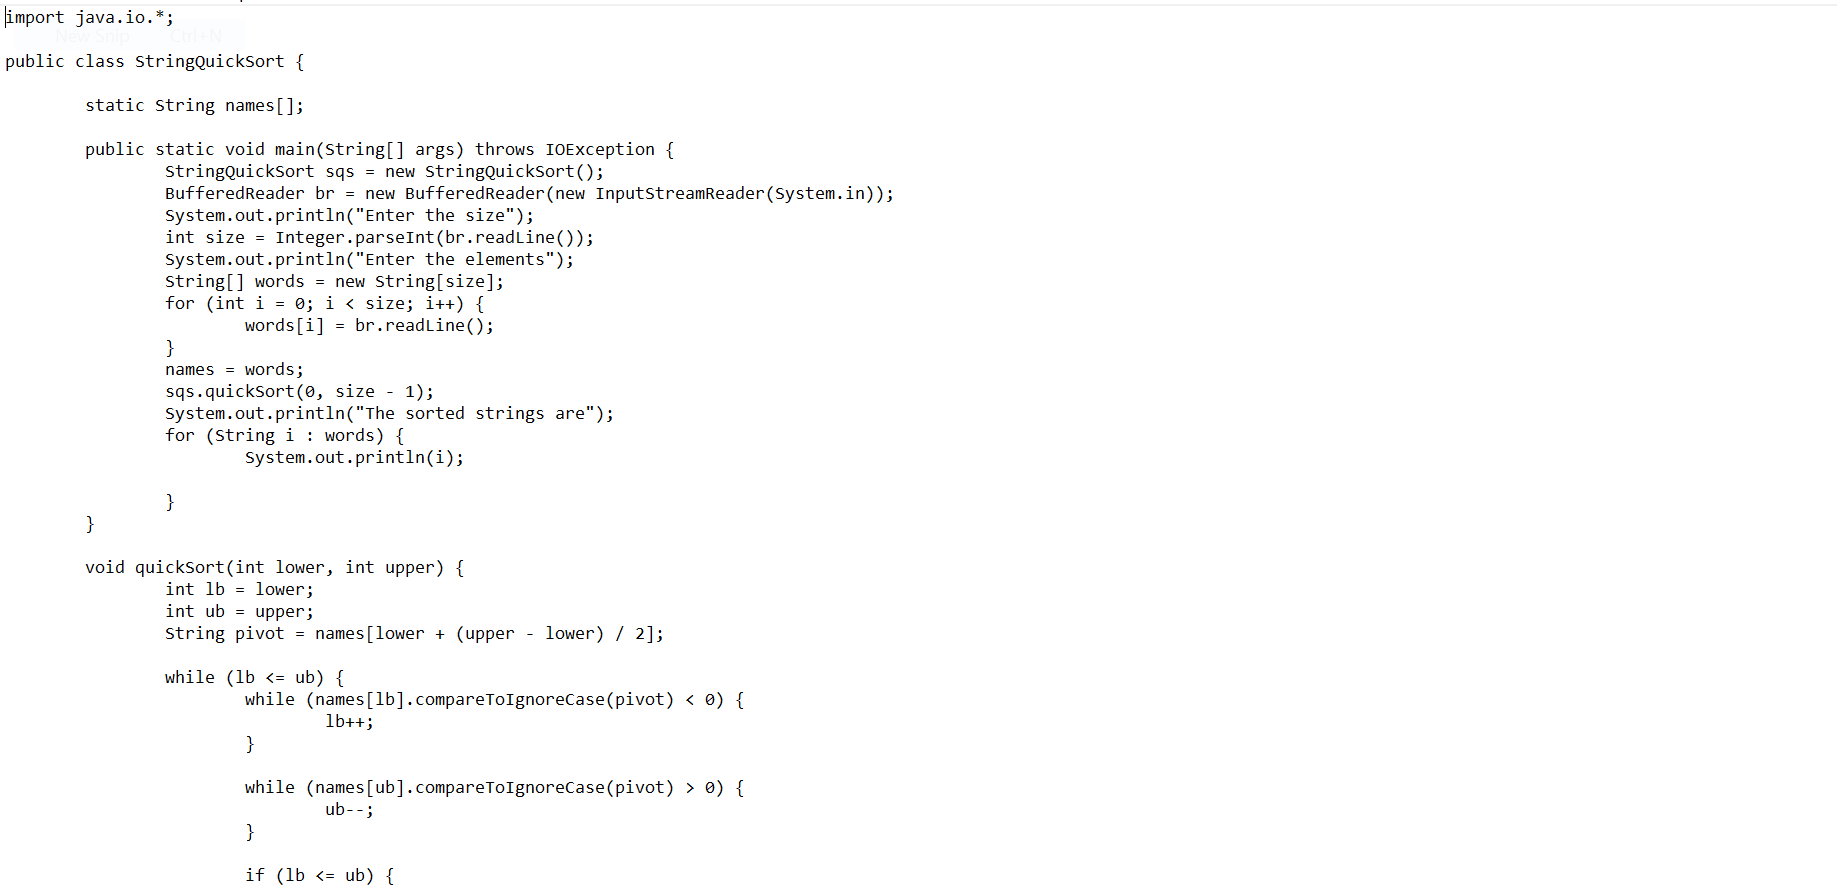 import java.io.*;
New Snip Ctrl+N
public class StringQuickSort {
static String names[];
public static void main(String[] args) throws IOException {
StringQuickSort sqs = new StringQuickSort();
BufferedReader br = new BufferedReader(new InputStreamReader(System.in));
System.out.println("Enter the size");
int size = Integer.parseInt(br.readLine());
System.out.println("Enter the elements");
String[] words = new String[size];
for (int i = 0; i < size; i++) {
words[i] = br.readLine();
}
names = words;
sqs.quickSort(0, size - 1);
System.out.println("The sorted strings are");
for (String i : words) {
System.out.println(i);
}
}
void quickSort(int lower, int upper) {
int lb = lower;
int ub = upper;
String pivot = names[lower + (upper - lower) / 2];
while (lb <= ub) {
while (names[lb].compareToIgnoreCase(pivot) < 0) {
lb++;
}
while (names[ub].compareToIgnoreCase(pivot) > 0) {
ub--;
}
if (lb <= ub) {